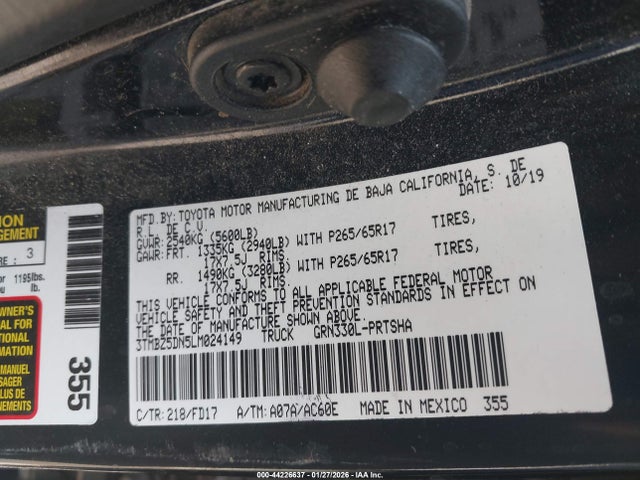 MFD.BY:TOYOTA MOTOR MANUFACTURING DE BAJA CALIFORNIA, S. DE
R.L. DE C.V. DATE: 10/19
GVWR: 2540KG (5600LB)
GAWR:FRT. 1335KG (2940LB) WITH P265/65R17 TIRES,
17X7.5J RIMS.
RR. 1490KG (3280LB) WITH P265/65R17 TIRES,
17X7.5J RIMS.
THIS VEHICLE CONFORMS TO ALL APPLICABLE FEDERAL MOTOR
VEHICLE SAFETY AND THEFT PREVENTION STANDARDS IN EFFECT ON
THE DATE OF MANUFACTURE SHOWN ABOVE.
3TMBZ5DN5LM024149 TRUCK GRN330L-PRTSHA
C/TR:218/FD17 A/TM:A07A/AC60E MADE IN MEXICO 355
3
1195lbs.
lb.
355
000-44226637 - 01/27/2026 - IAA Inc.